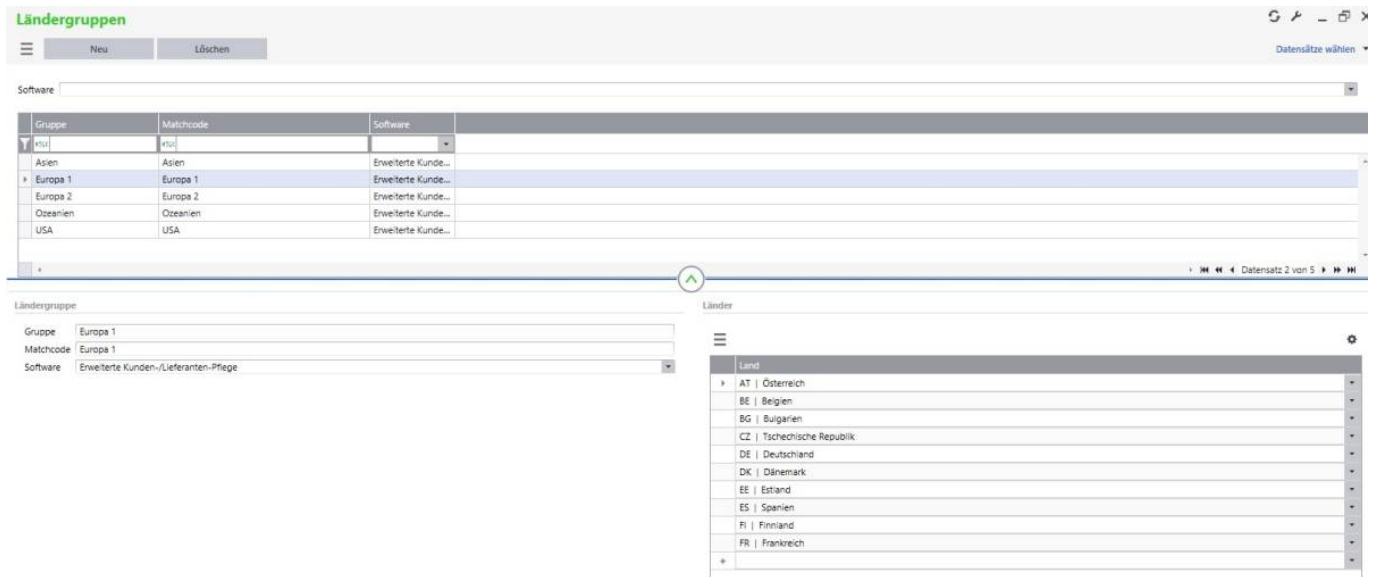 Ländergruppen
Neu Löschen Datensätze wählen
Software
Gruppe Matchcode Software
Asien Asien Erweiterte Kunde...
Europa 1 Europa 1 Erweiterte Kunde...
Europa 2 Europa 2 Erweiterte Kunde...
Ozeanien Ozeanien Erweiterte Kunde...
USA USA Erweiterte Kunde...
Datensatz 2 von 5
Ländergruppe
Gruppe Europa 1
Matchcode Europa 1
Software Erweiterte Kunden-/Lieferanten-Pflege
Länder
Land
AT | Österreich
BE | Belgien
BG | Bulgarien
CZ | Tschechische Republik
DE | Deutschland
DK | Dänemark
EE | Estland
ES | Spanien
FI | Finnland
FR | Frankreich